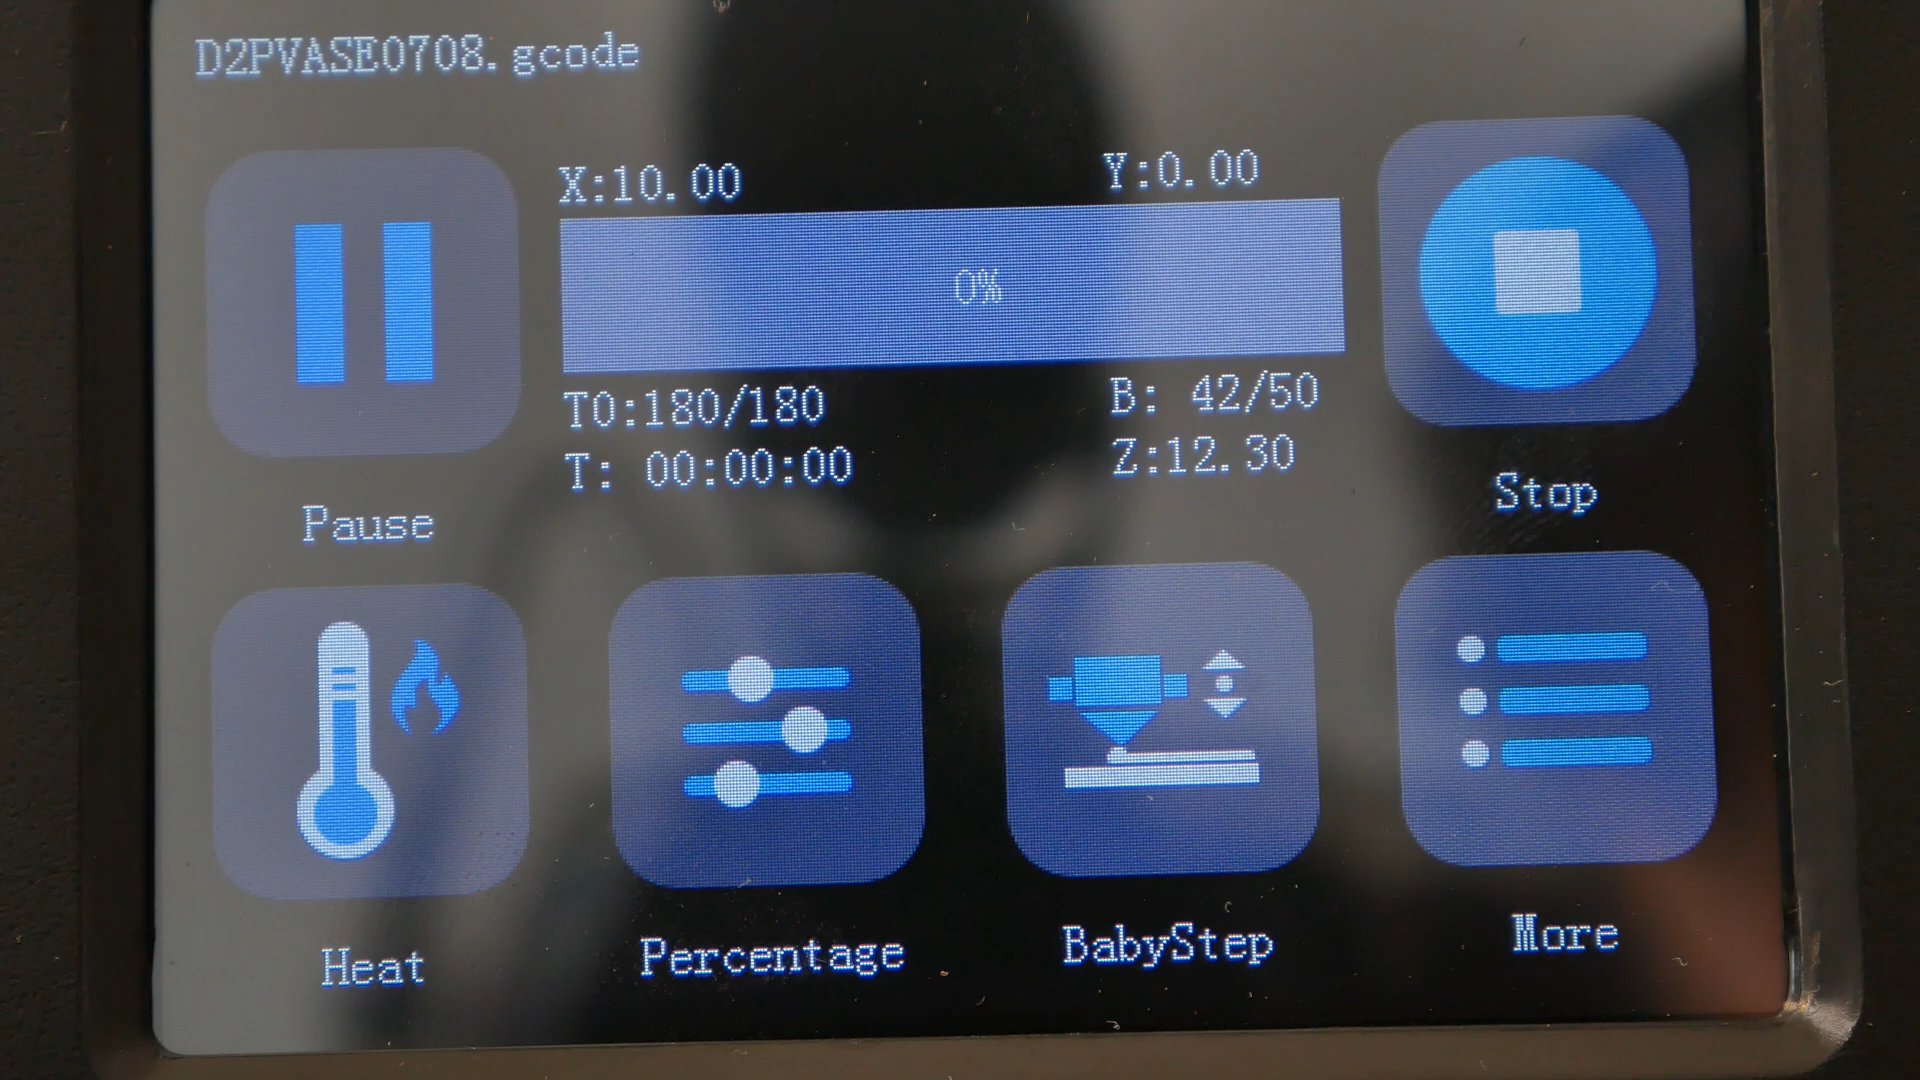 D2PVASE0708.gcode
X:10.00 Y:0.00
0%
T0:180/180 B: 42/50
T: 00:00:00 Z:12.30
Pause Stop
Heat Percentage BabyStep More